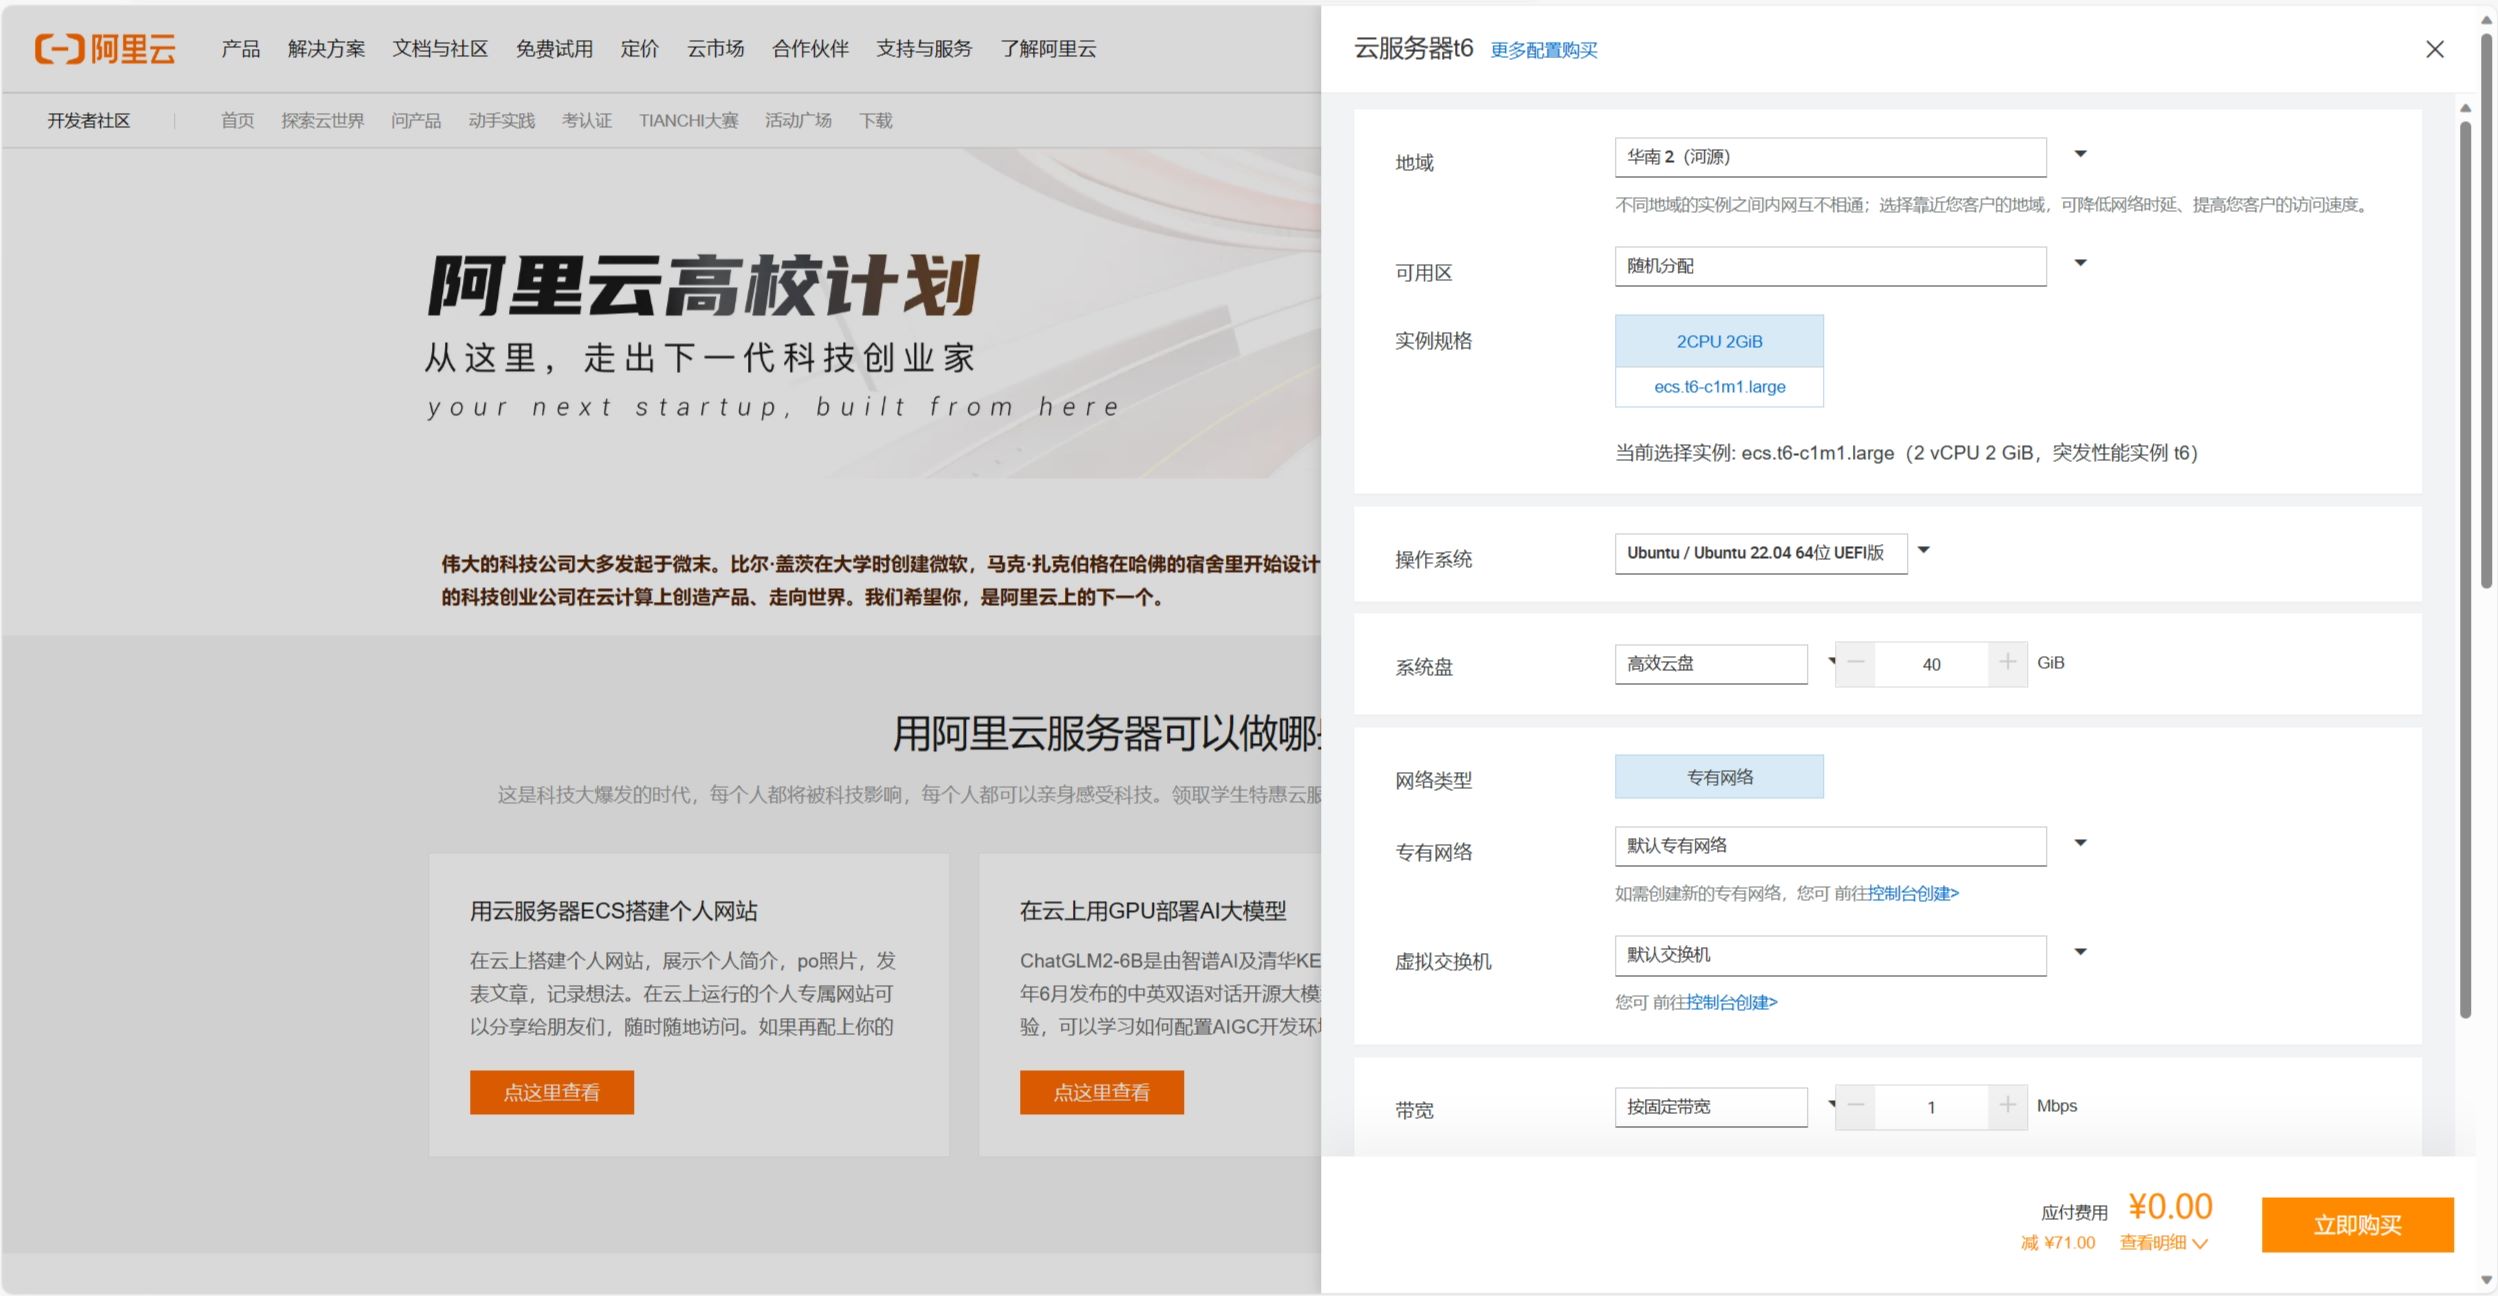 阿里云
产品 解决方案 文档与社区 免费试用 定价 云市场 合作伙伴 支持与服务 了解阿里云
开发者社区 首页 探索云世界 问产品 动手实践 考认证 TIANCHI大赛 活动广场 下载
阿里云高校计划
从这里，走出下一代科技创业家
your next startup, built from here
伟大的科技公司大多发起于微末。比尔·盖茨在大学时创建微软，马克·扎克伯格在哈佛的宿舍里开始设计
的科技创业公司在云计算上创造产品、走向世界。我们希望你，是阿里云上的下一个。
用阿里云服务器可以做哪
这是科技大爆发的时代，每个人都将被科技影响，每个人都可以亲身感受科技。领取学生特惠云服
用云服务器ECS搭建个人网站
在云上搭建个人网站，展示个人简介，po照片，发
表文章，记录想法。在云上运行的个人专属网站可
以分享给朋友们，随时随地访问。如果再配上你的
点这里查看
在云上用GPU部署AI大模型
ChatGLM2-6B是由智谱AI及清华KE
年6月发布的中英双语对话开源大模
验，可以学习如何配置AIGC开发环
点这里查看
云服务器t6 更多配置购买
地域 华南 2（河源）
不同地域的实例之间内网互不相通；选择靠近您客户的地域，可降低网络时延、提高您客户的访问速度。
可用区 随机分配
实例规格 2CPU 2GiB
ecs.t6-c1m1.large
当前选择实例: ecs.t6-c1m1.large（2 vCPU 2 GiB，突发性能实例 t6）
操作系统 Ubuntu / Ubuntu 22.04 64位 UEFI版
系统盘 高效云盘 40 GiB
网络类型 专有网络
专有网络 默认专有网络
如需创建新的专有网络，您可 前往控制台创建>
虚拟交换机 默认交换机
您可 前往控制台创建>
带宽 按固定带宽 1 Mbps
应付费用 ¥0.00
减 ¥71.00 查看明细
立即购买